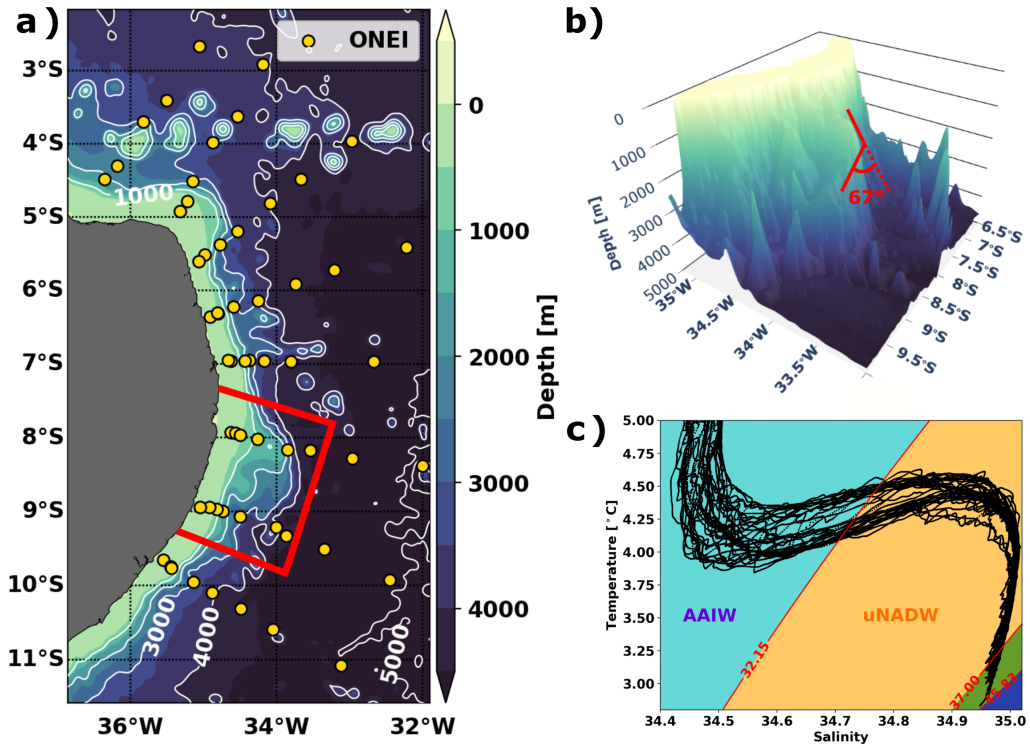 a)
ONEI
3°S
4°S
5°S
6°S
7°S
8°S
9°S
10°S
11°S
36°W
34°W
32°W
1000
3000
4000
5000
0
1000
2000
3000
4000
Depth [m]
b)
0
1000
2000
3000
4000
5000
Depth [m]
67°
35°W
34.5°W
34°W
33.5°W
6.5°S
7°S
7.5°S
8°S
8.5°S
9°S
9.5°S
c)
5.00
4.75
4.50
4.25
4.00
3.75
3.50
3.25
3.00
Temperature [°C]
AAIW
uNADW
32.15
37.00
45.83
34.4
34.5
34.6
34.7
34.8
34.9
35.0
Salinity